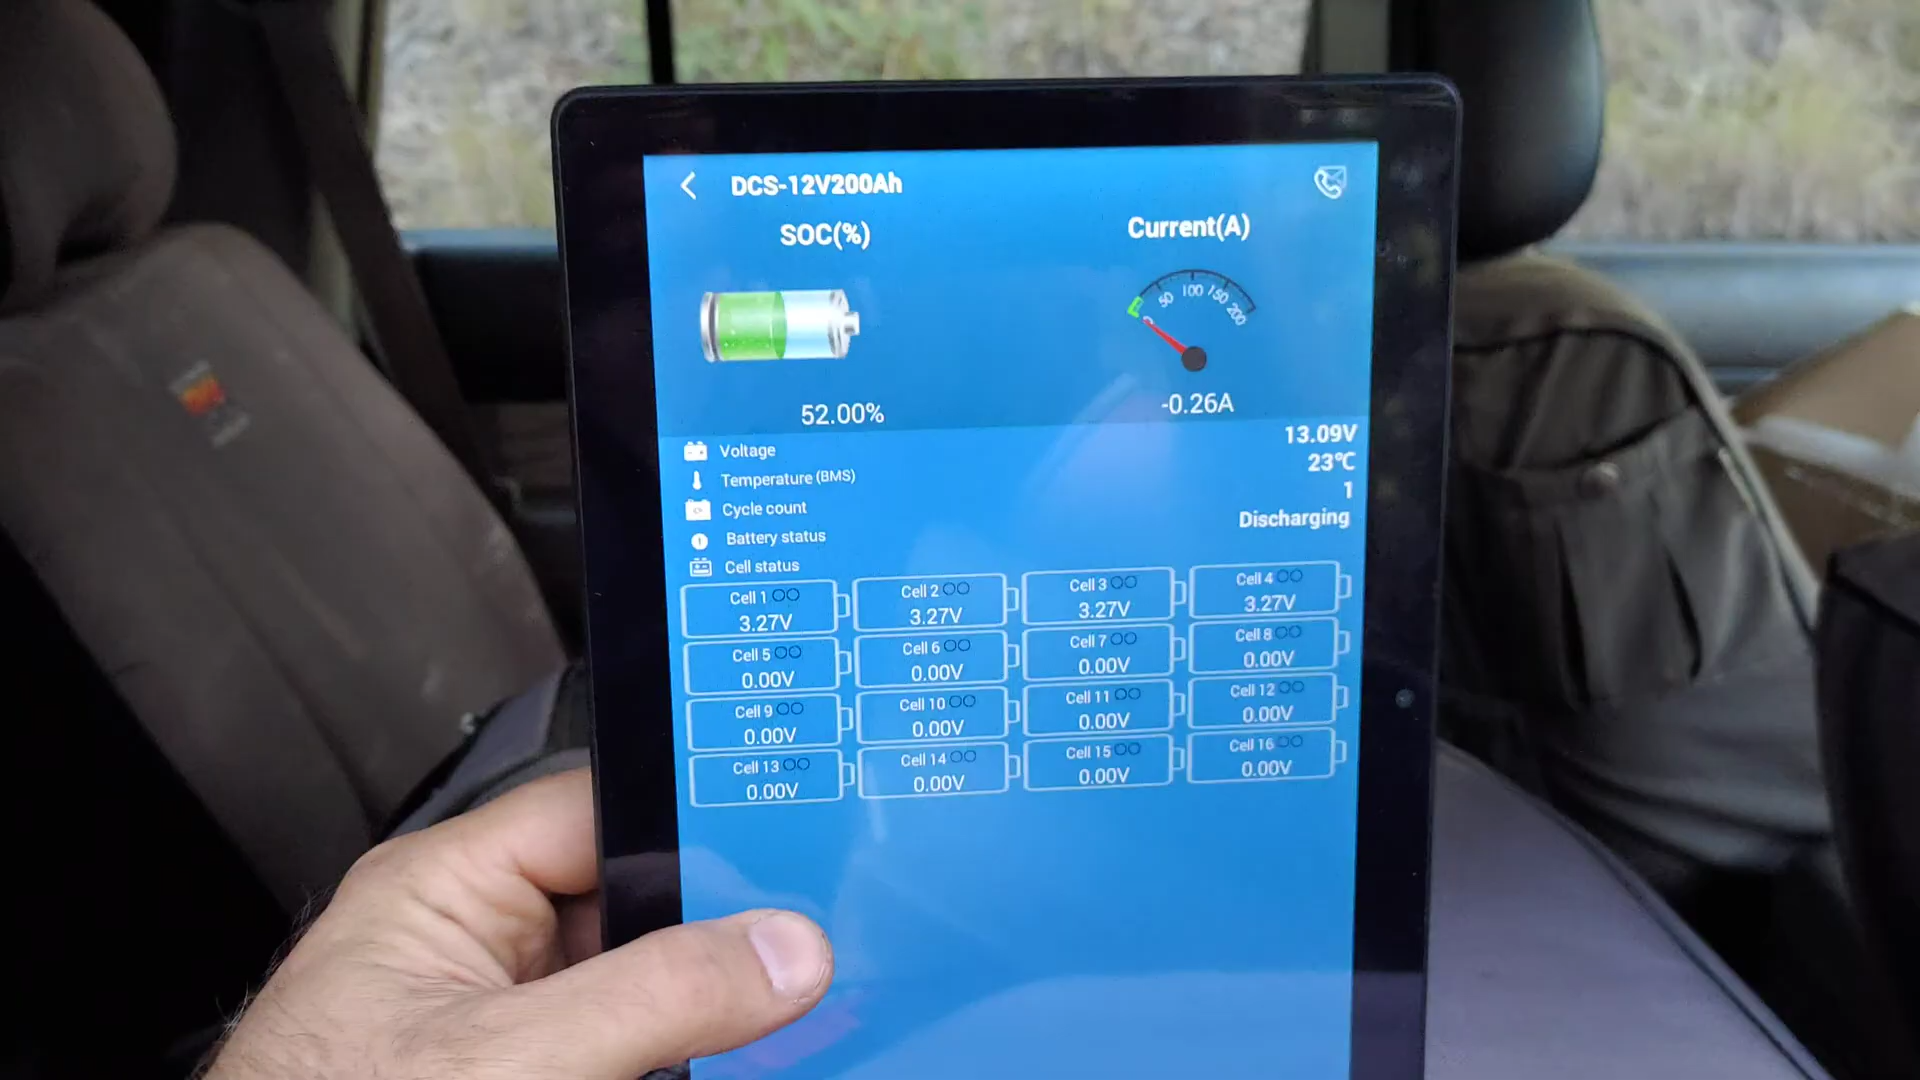 DCS-12V200Ah
SOC(%)
Current(A)
50 100 150 200
52.00%
-0.26A
Voltage 13.09V
Temperature (BMS) 23℃
Cycle count 1
Battery status Discharging
Cell status
Cell 1 Cell 2 Cell 3 Cell 4
3.27V 3.27V 3.27V 3.27V
Cell 5 Cell 6 Cell 7 Cell 8
0.00V 0.00V 0.00V 0.00V
Cell 9 Cell 10 Cell 11 Cell 12
0.00V 0.00V 0.00V 0.00V
Cell 13 Cell 14 Cell 15 Cell 16
0.00V 0.00V 0.00V 0.00V